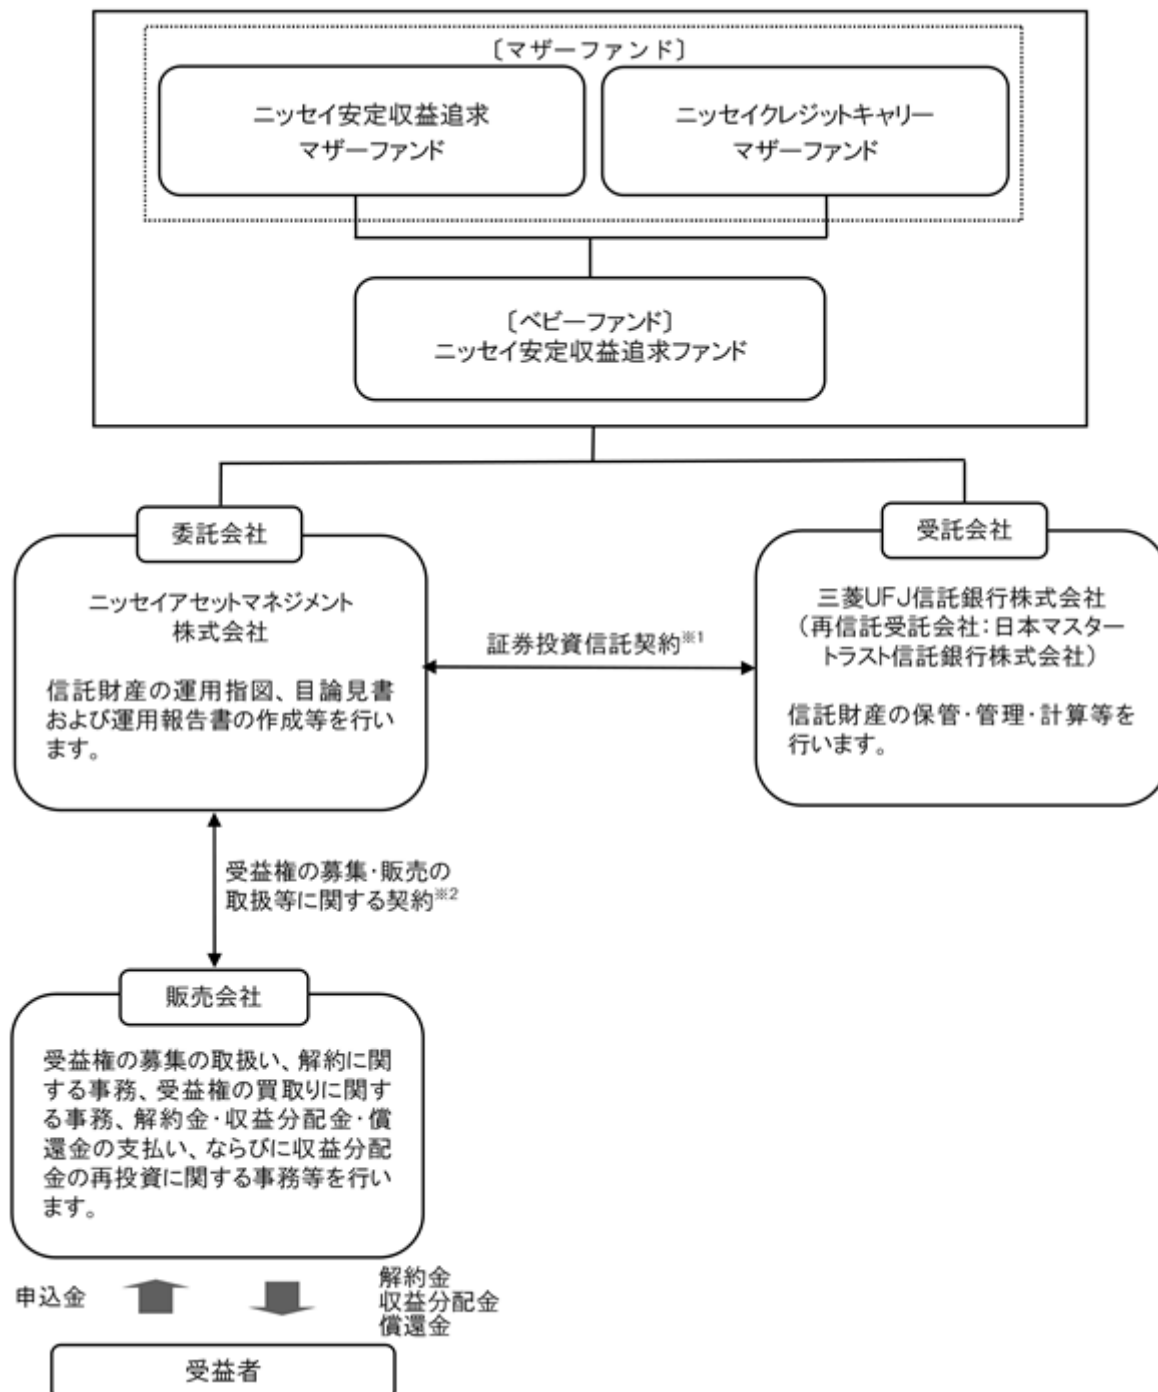 〔マザーファンド〕
ニッセイ安定収益追求
マザーファンド
ニッセイクレジットキャリー
マザーファンド
〔ベビーファンド〕
ニッセイ安定収益追求ファンド
委託会社
ニッセイアセットマネジメント
株式会社
信託財産の運用指図、目論見書
および運用報告書の作成等を行い
ます。
証券投資信託契約※1
受託会社
三菱UFJ信託銀行株式会社
（再信託受託会社：日本マスター
トラスト信託銀行株式会社）
信託財産の保管・管理・計算等を
行います。
受益権の募集・販売の
取扱等に関する契約※2
販売会社
受益権の募集の取扱い、解約に関
する事務、受益権の買取りに関す
る事務、解約金・収益分配金・償
還金の支払い、ならびに収益分配
金の再投資に関する事務等を行い
ます。
申込金
解約金
収益分配金
償還金
受益者